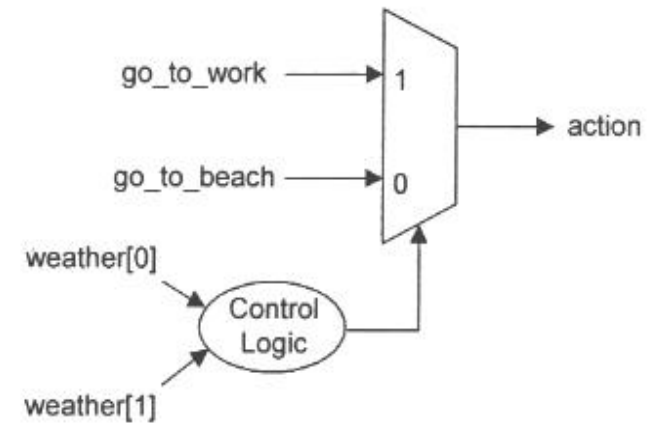 go_to_work
1
action
go_to_beach
0
weather[0]
Control
Logic
weather[1]